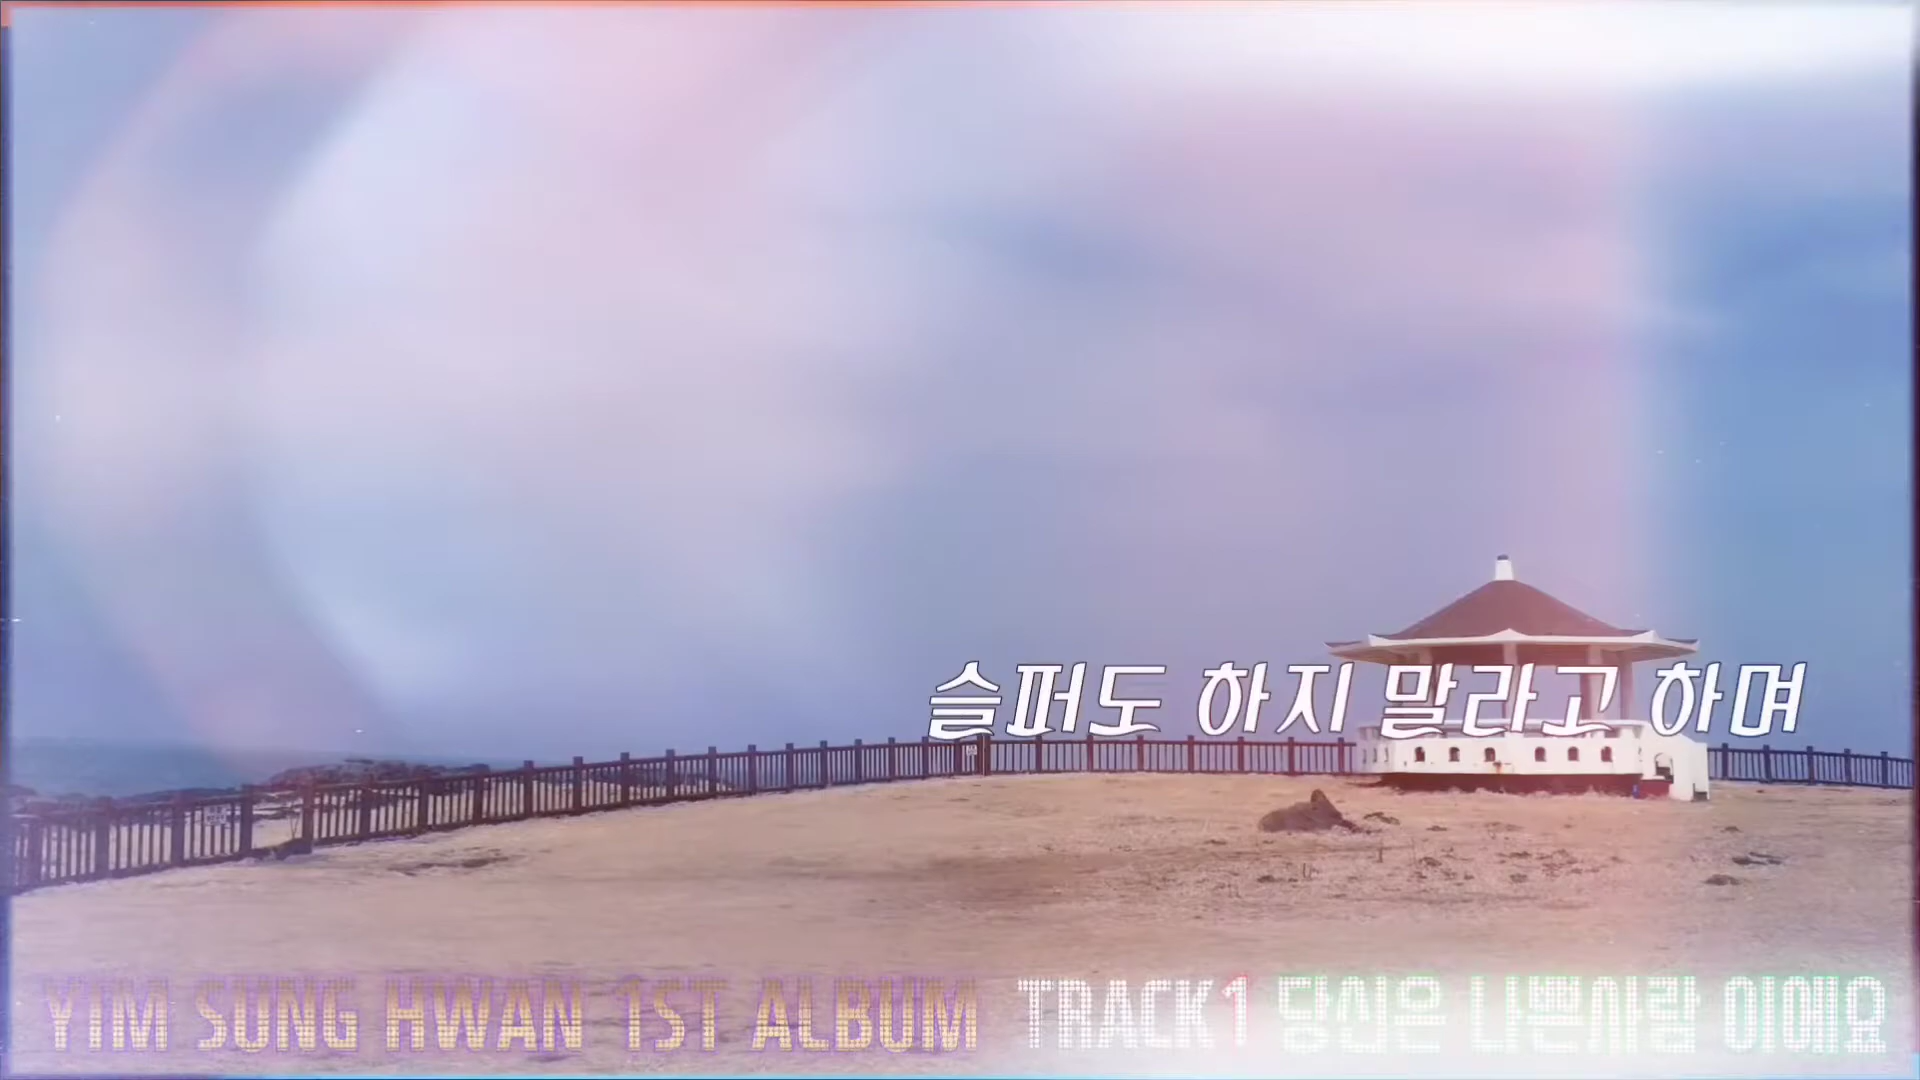 슬퍼도 하지 말라고 하며
YIM SUNG HWAN 1ST ALBUM TRACK1 당신은 나쁜사람 이에요